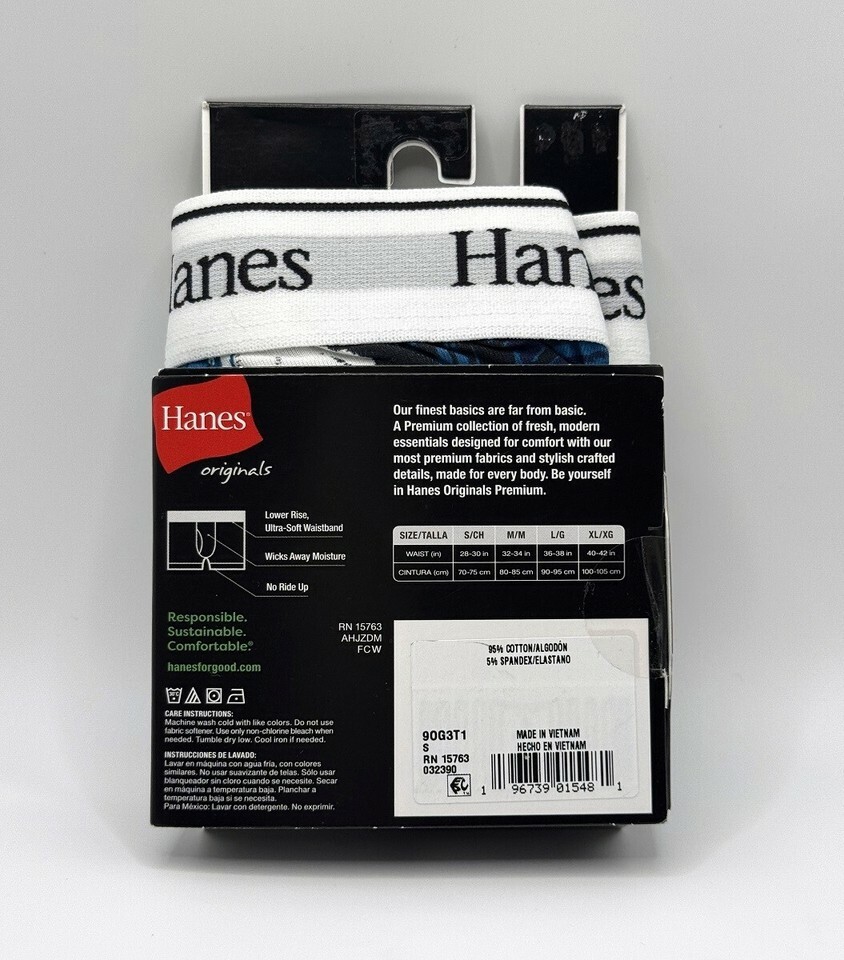 Hanes
Han
es
Hanes
originals
Our finest basics are far from basic.
A Premium collection of fresh, modern
essentials designed for comfort with our
most premium fabrics and stylish crafted
details, made for every body. Be yourself
in Hanes Originals Premium.
Lower Rise,
Ultra-Soft Waistband
Wicks Away Moisture
No Ride Up
SIZE/TALLA S/CH M/M L/G XL/XG
WAIST (in) 28-30 in 32-34 in 36-38 in 40-42 in
CINTURA (cm) 70-75 cm 80-85 cm 90-95 cm 100-105 cm
Responsible.
Sustainable.
Comfortable.®
hanesforgood.com
RN 15763
AHJZDM
FCW
CARE INSTRUCTIONS:
Machine wash cold with like colors. Do not use
fabric softener. Use only non-chlorine bleach when
needed. Tumble dry low. Cool iron if needed.
INSTRUCCIONES DE LAVADO:
Lavar en máquina con agua fría, con colores
similares. No usar suavizante de telas. Sólo usar
blanqueador sin cloro cuando se necesite. Secar
en máquina a temperatura baja. Planchar a
temperatura baja si se necesita.
Para México: Lavar con detergente. No exprimir.
95% COTTON/ALGODÓN
5% SPANDEX/ELASTANO
90G3T1
S
RN 15763
032390
MADE IN VIETNAM
HECHO EN VIETNAM
1 96739 01548 1